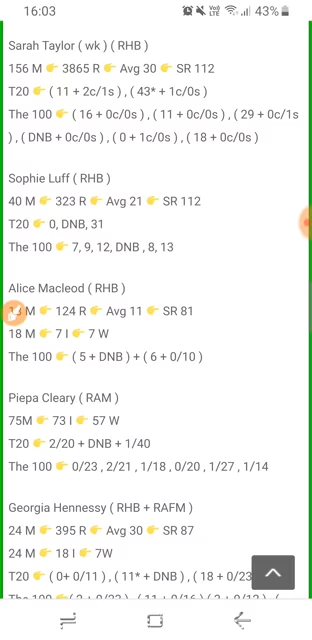 16:03
43%
Sarah Taylor ( wk ) ( RHB )
156 M 👉 3865 R 👉 Avg 30 👉 SR 112
T20 👉 ( 11 + 2c/1s ) , ( 43* + 1c/0s )
The 100 👉 ( 16 + 0c/0s ) , ( 11 + 0c/0s ) , ( 29 + 0c/1s
) , ( DNB + 0c/0s ) , ( 0 + 1c/0s ) , ( 18 + 0c/0s )
Sophie Luff ( RHB )
40 M 👉 323 R 👉 Avg 21 👉 SR 112
T20 👉 0, DNB, 31
The 100 👉 7, 9, 12, DNB , 8, 13
Alice Macleod ( RHB )
M 👉 124 R 👉 Avg 11 👉 SR 81
18 M 👉 7 I 👉 7 W
The 100 👉 ( 5 + DNB ) + ( 6 + 0/10 )
Piepa Cleary ( RAM )
75M 👉 73 I 👉 57 W
T20 👉 2/20 + DNB + 1/40
The 100 👉 0/23 , 2/21 , 1/18 , 0/20 , 1/27 , 1/14
Georgia Hennessy ( RHB + RAFM )
24 M 👉 395 R 👉 Avg 30 👉 SR 87
24 M 👉 18 I 👉 7W
T20 👉 ( 0+ 0/11 ) , ( 11* + DNB ) , ( 18 + 0/23
The 100 👉